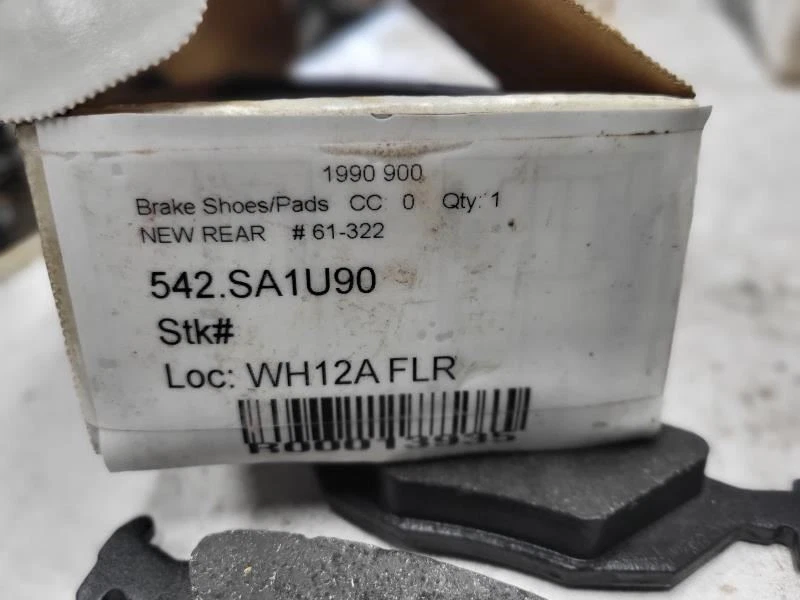 1990 900
Brake Shoes/Pads CC: 0 Qty: 1
NEW REAR # 61-322
542.SA1U90
Stk#
Loc: WH12A FLR
R00013935